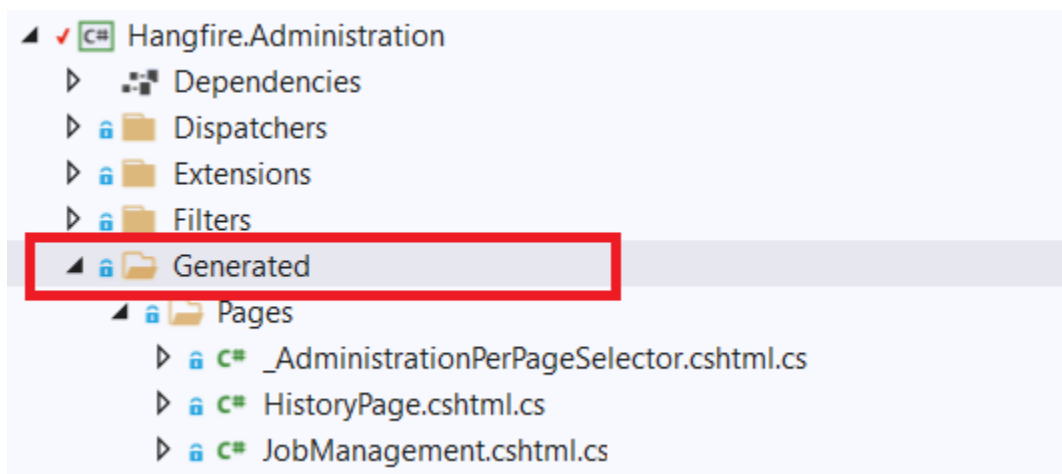 C# Hangfire.Administration
Dependencies
Dispatchers
Extensions
Filters
Generated
Pages
C# _AdministrationPerPageSelector.cshtml.cs
C# HistoryPage.cshtml.cs
C# JobManagement.cshtml.cs